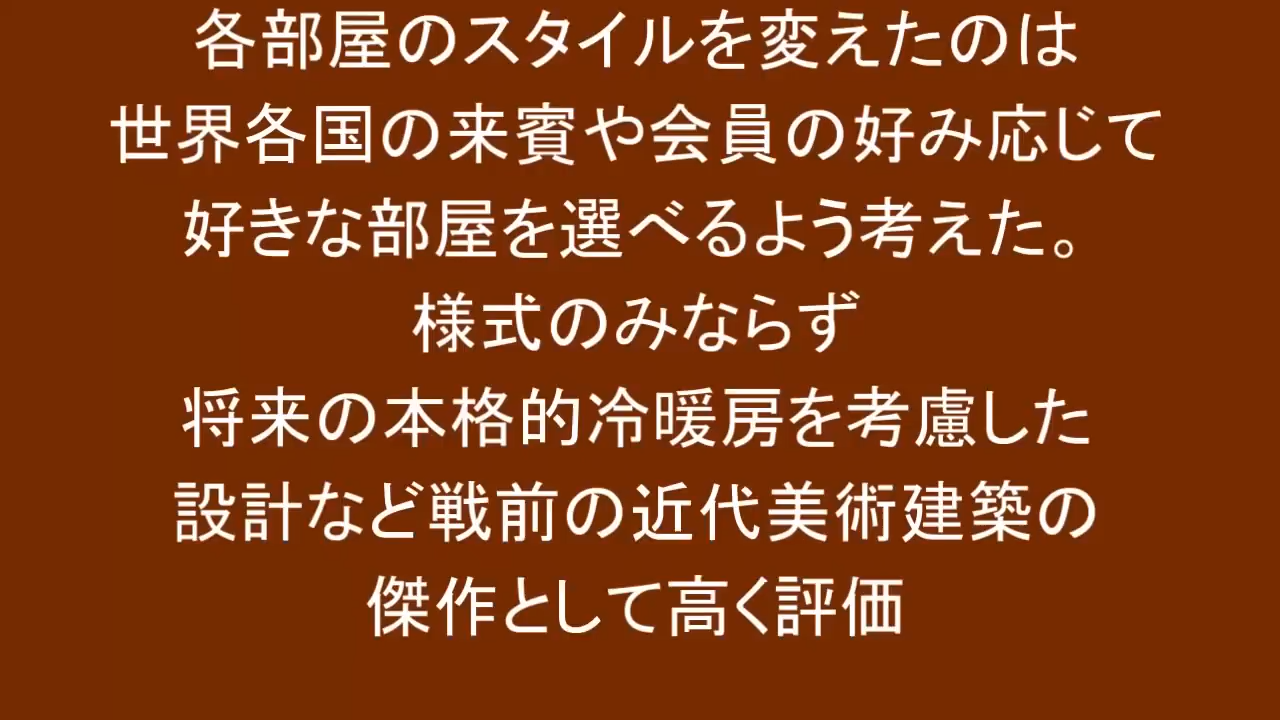 各部屋のスタイルを変えたのは
世界各国の来賓や会員の好み応じて
好きな部屋を選べるよう考えた。
様式のみならず
将来の本格的冷暖房を考慮した
設計など戦前の近代美術建築の
傑作として高く評価